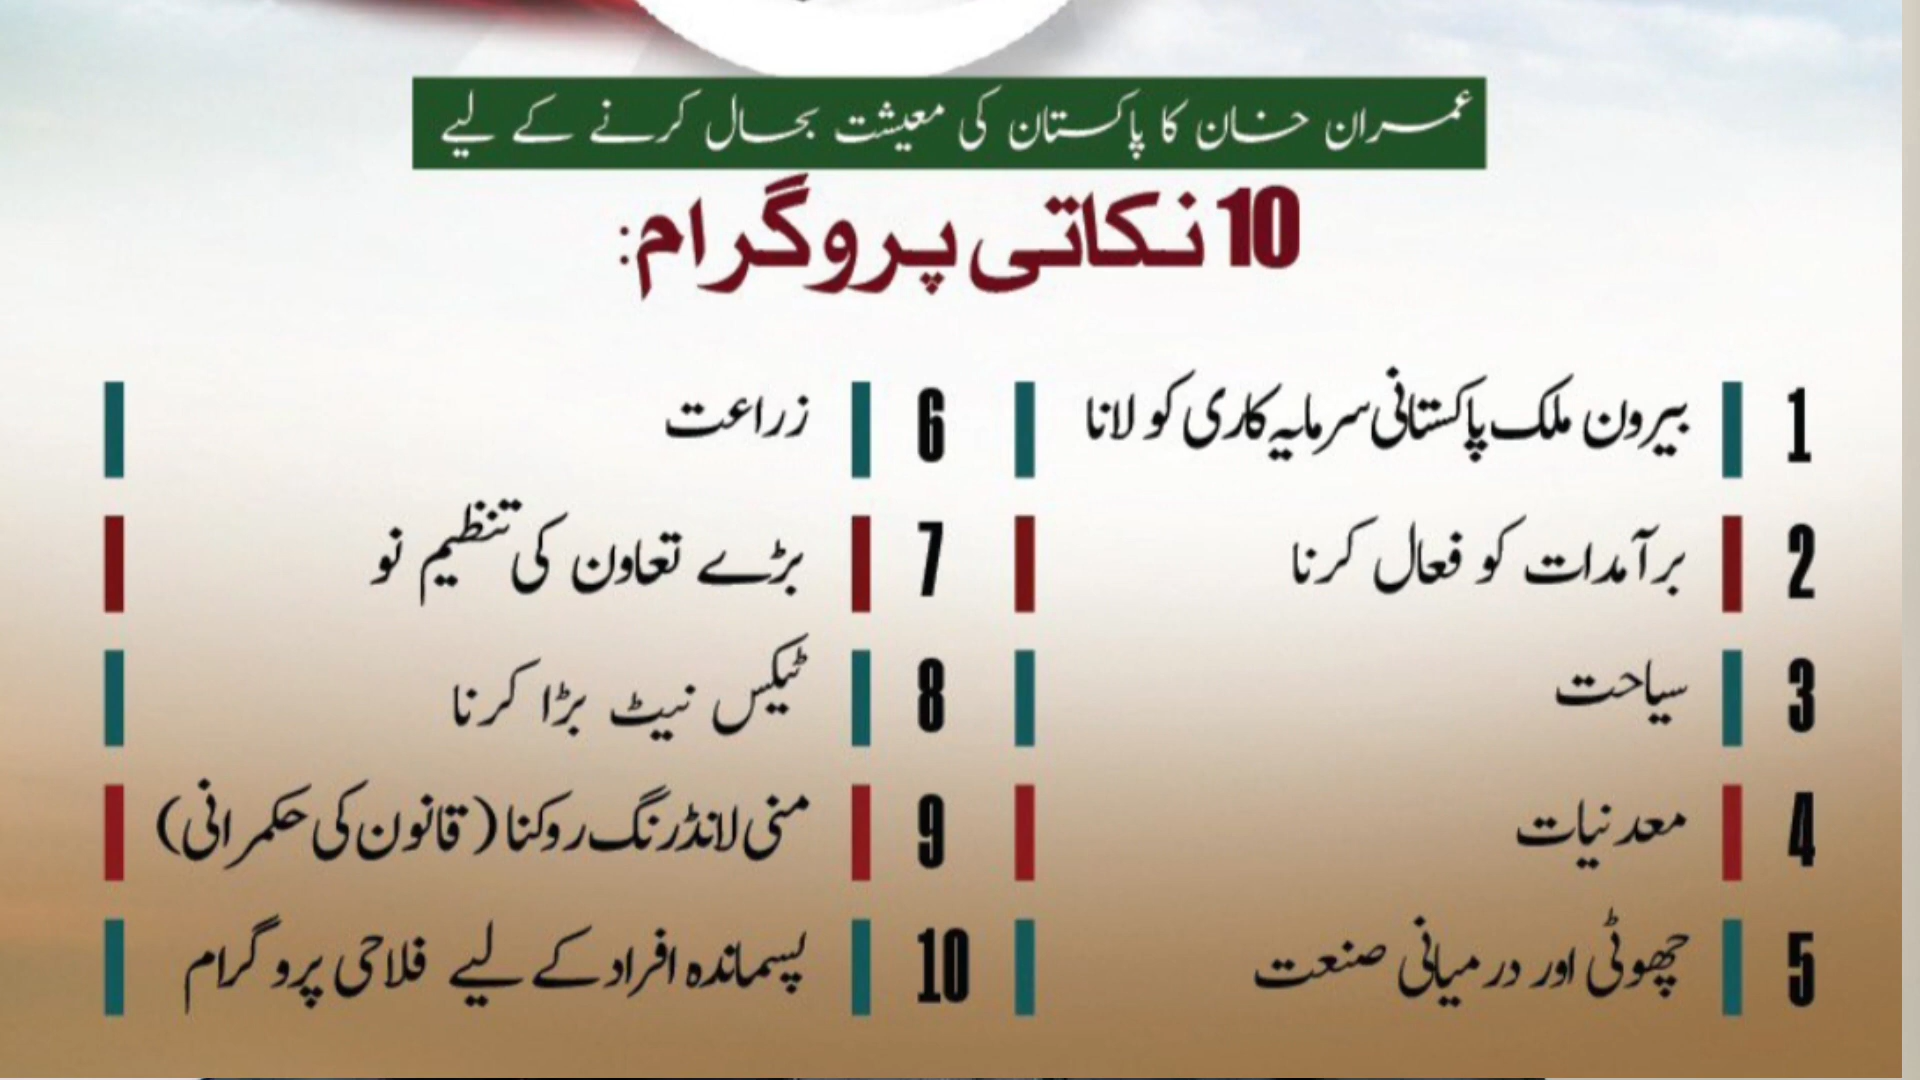 عمران خان کا پاکستان کی معیشت بحال کرنے کے لیے
10 نکاتی پروگرام:
1 بیرون ملک پاکستانی سرمایہ کاری کو لانا
2 برآمدات کو فعال کرنا
3 سیاحت
4 معدنیات
5 چھوٹی اور درمیانی صنعت
6 زراعت
7 بڑے تعاون کی تنظیم نو
8 ٹیکس نیٹ بڑا کرنا
9 منی لانڈرنگ روکنا (قانون کی حکمرانی)
10 پسماندہ افراد کے لیے فلاحی پروگرام